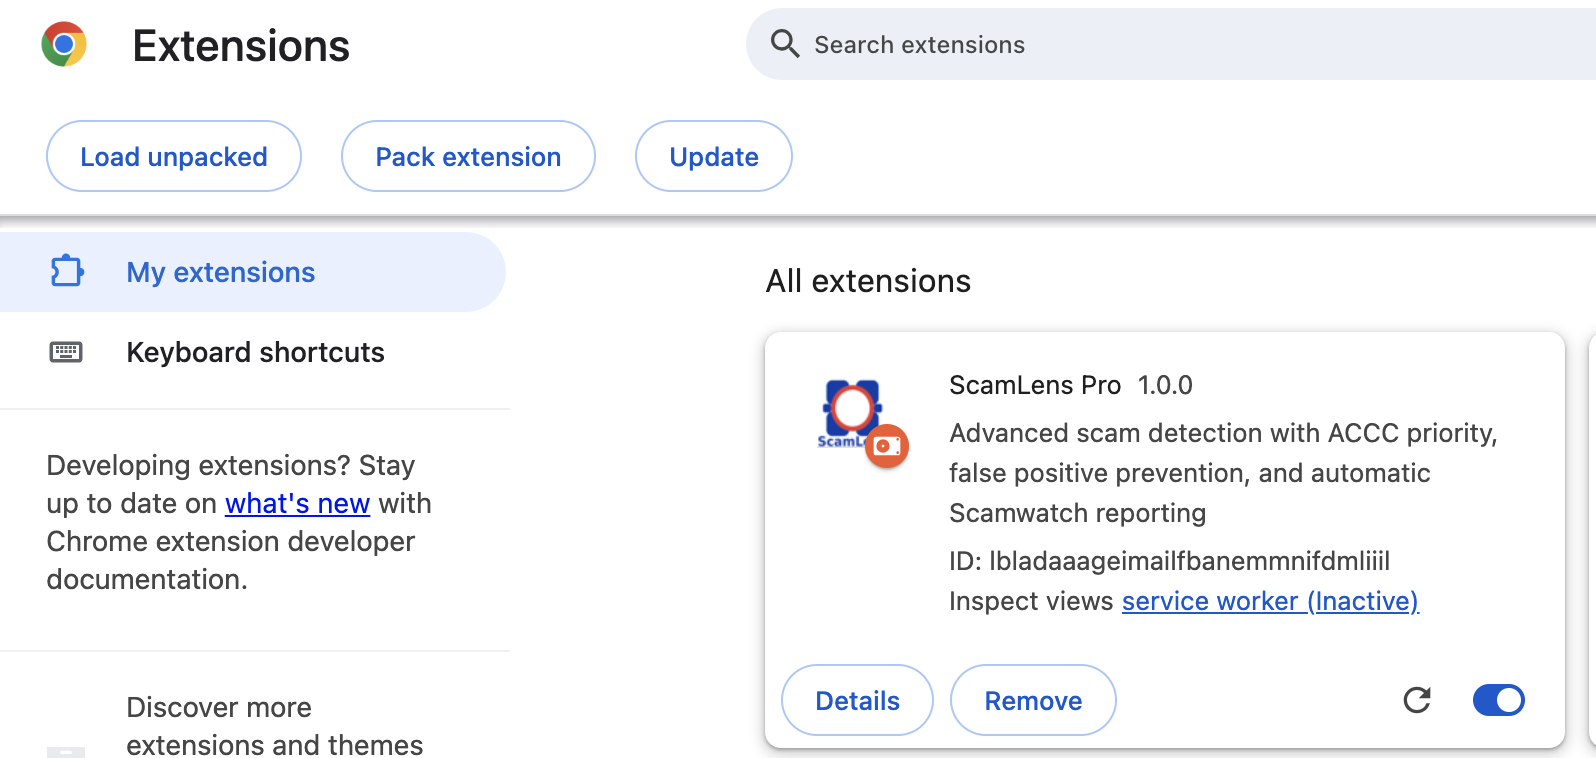 Extensions
Search extensions
Load unpacked
Pack extension
Update
My extensions
Keyboard shortcuts
Developing extensions? Stay
up to date on what's new with
Chrome extension developer
documentation.
Discover more
extensions and themes
All extensions
ScamLens Pro 1.0.0
Advanced scam detection with ACCC priority,
false positive prevention, and automatic
Scamwatch reporting
ID: lbladaaageimailfbanemmnifdmliiil
Inspect views service worker (Inactive)
Details
Remove